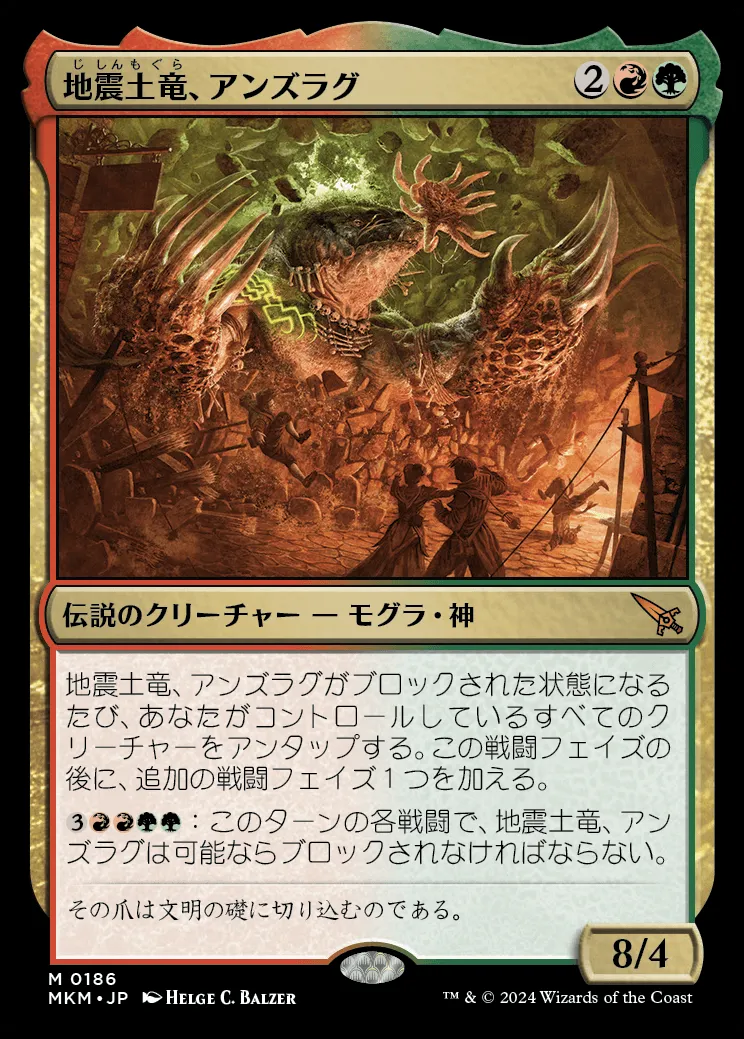 じしんもぐら
地震土竜、アンズラグ
2
伝説のクリーチャー — モグラ・神
地震土竜、アンズラグがブロックされた状態になる
たび、あなたがコントロールしているすべてのク
リーチャーをアンタップする。この戦闘フェイズの
後に、追加の戦闘フェイズ1つを加える。
3：このターンの各戦闘で、地震土竜、アン
ズラグは可能ならブロックされなければならない。
その爪は文明の礎に切り込むのである。
8/4
M 0186
MKM • JP HELGE C. BALZER
™ & © 2024 Wizards of the Coast